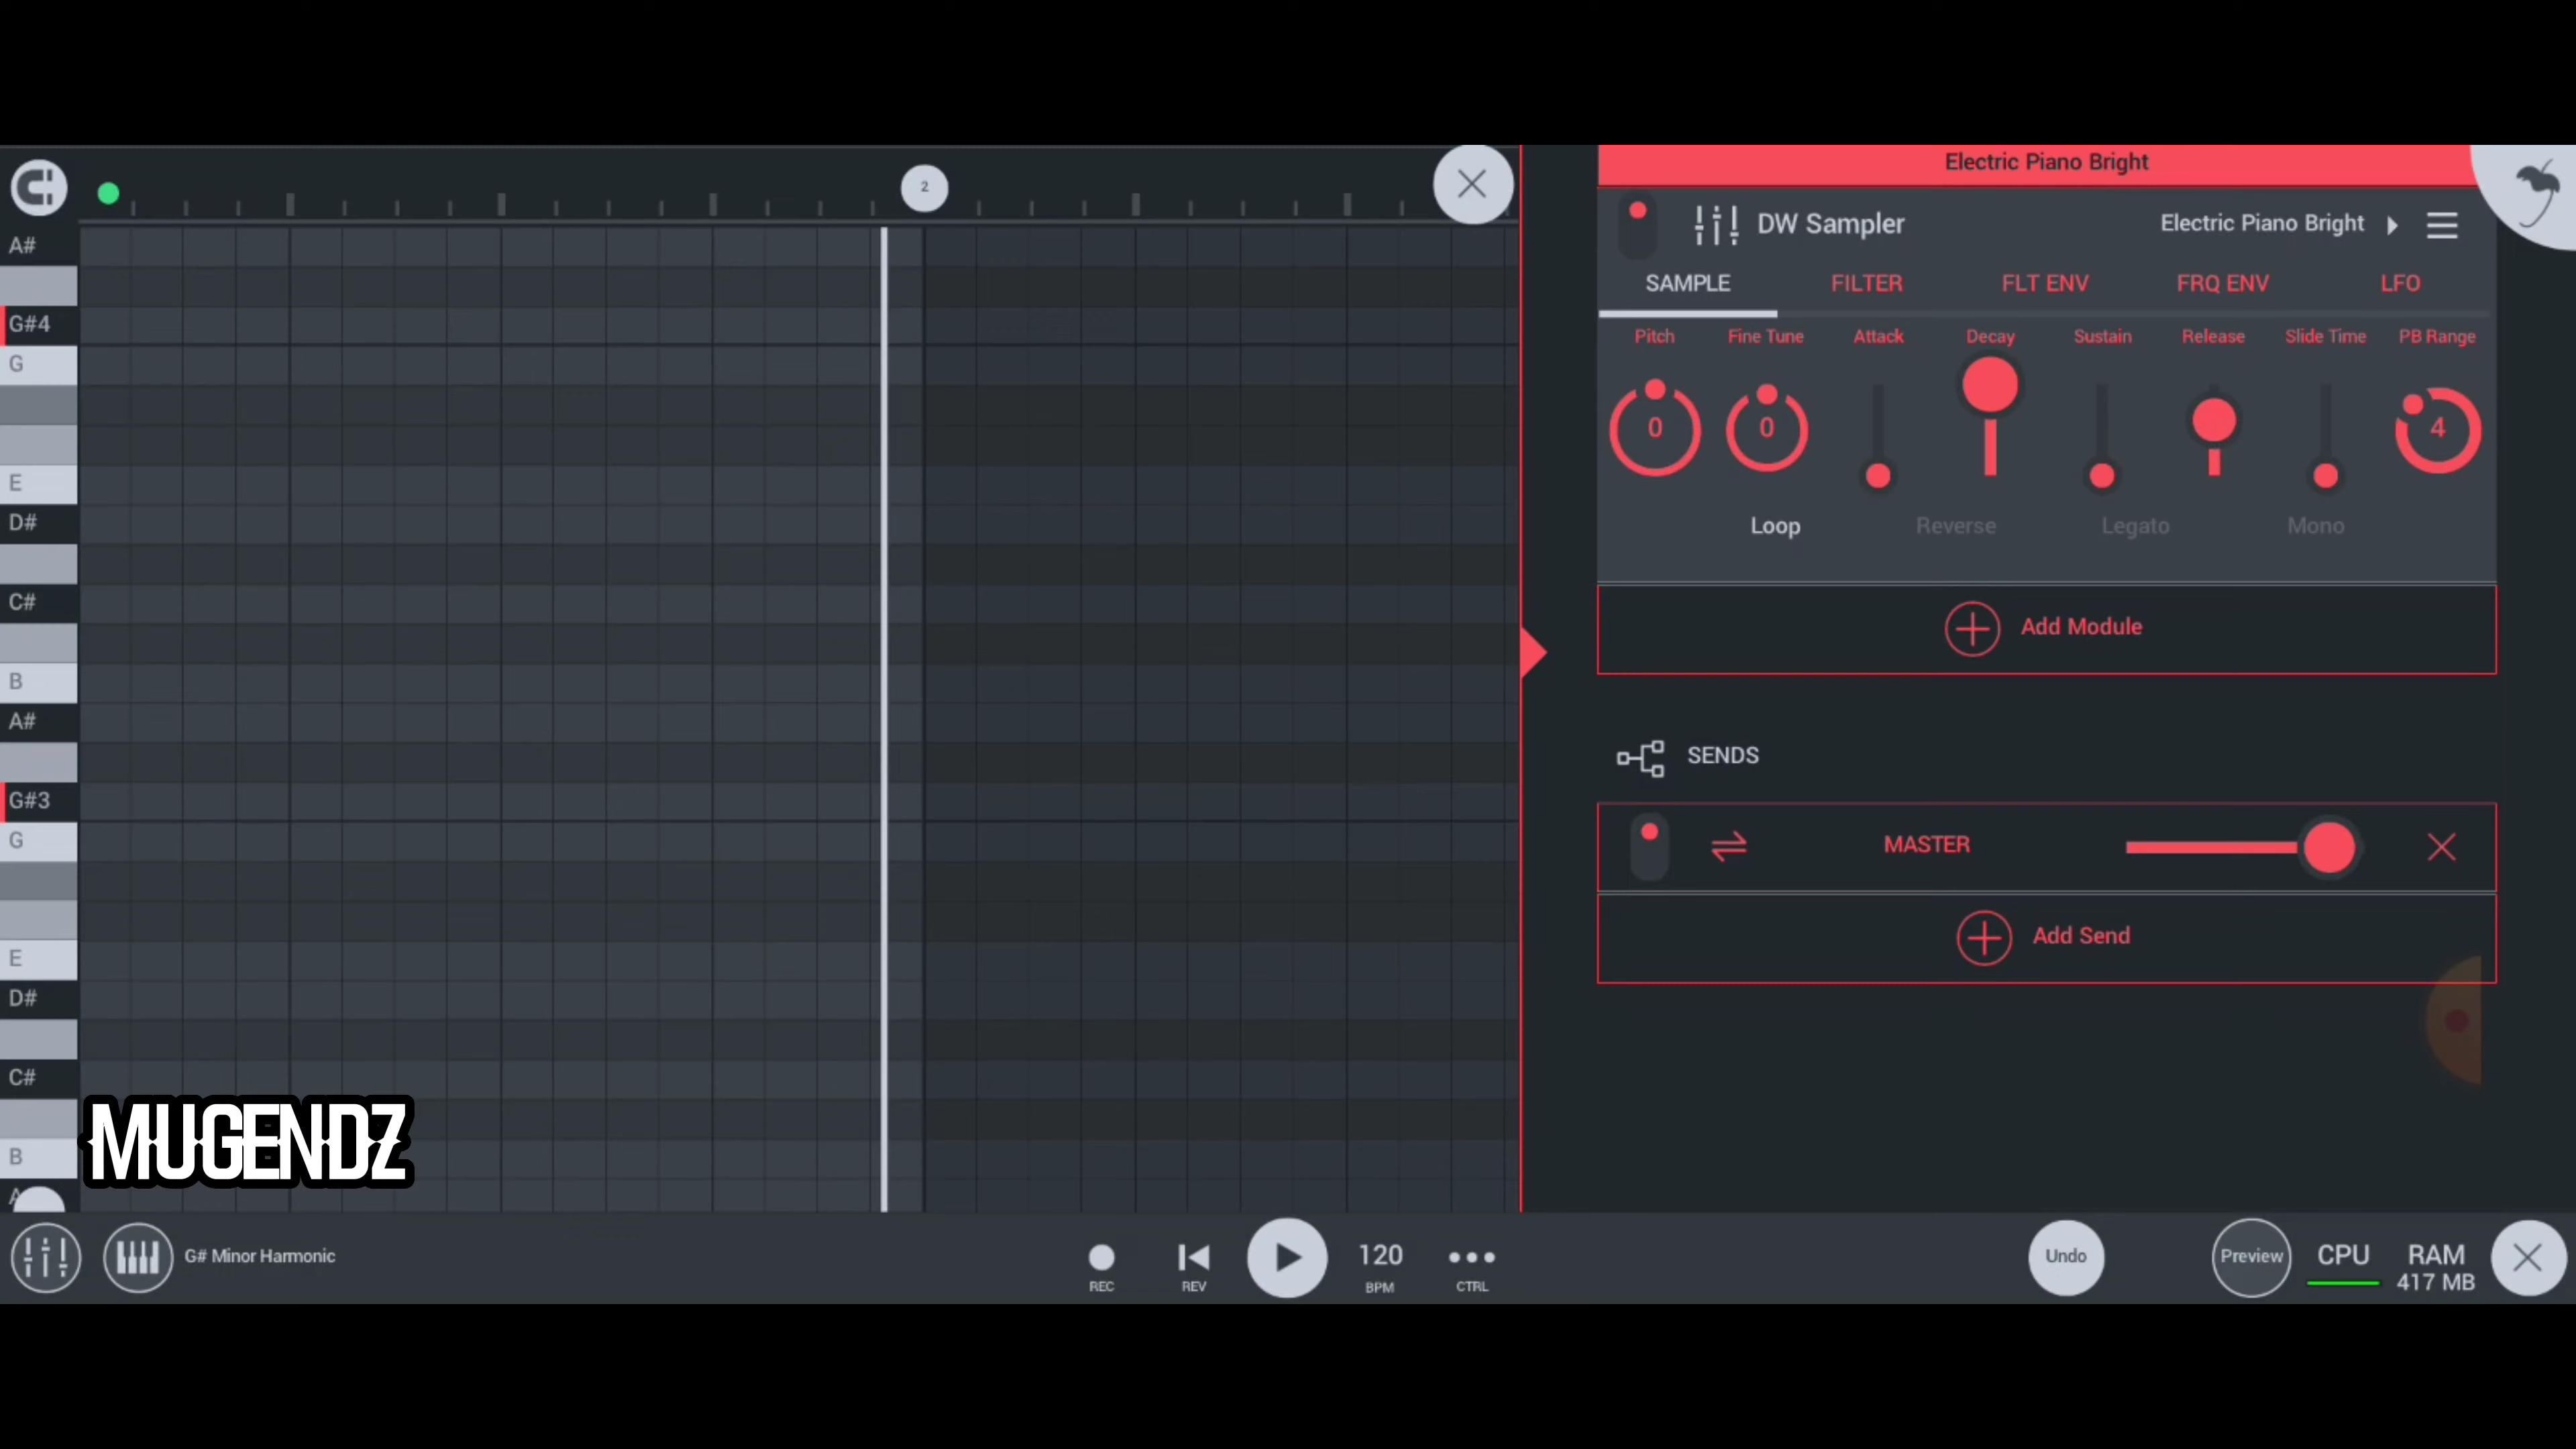 Electric Piano Bright
2
DW Sampler
Electric Piano Bright
SAMPLE
FILTER
FLT ENV
FRQ ENV
LFO
Pitch
Fine Tune
Attack
Decay
Sustain
Release
Slide Time
PB Range
0
0
4
Loop
Reverse
Legato
Mono
Add Module
SENDS
MASTER
Add Send
A#
G#4
G
E
D#
C#
B
A#
G#3
G
E
D#
C#
B
MUGENDZ
G# Minor Harmonic
REC
REV
120
BPM
CTRL
Undo
Preview
CPU
RAM
417 MB